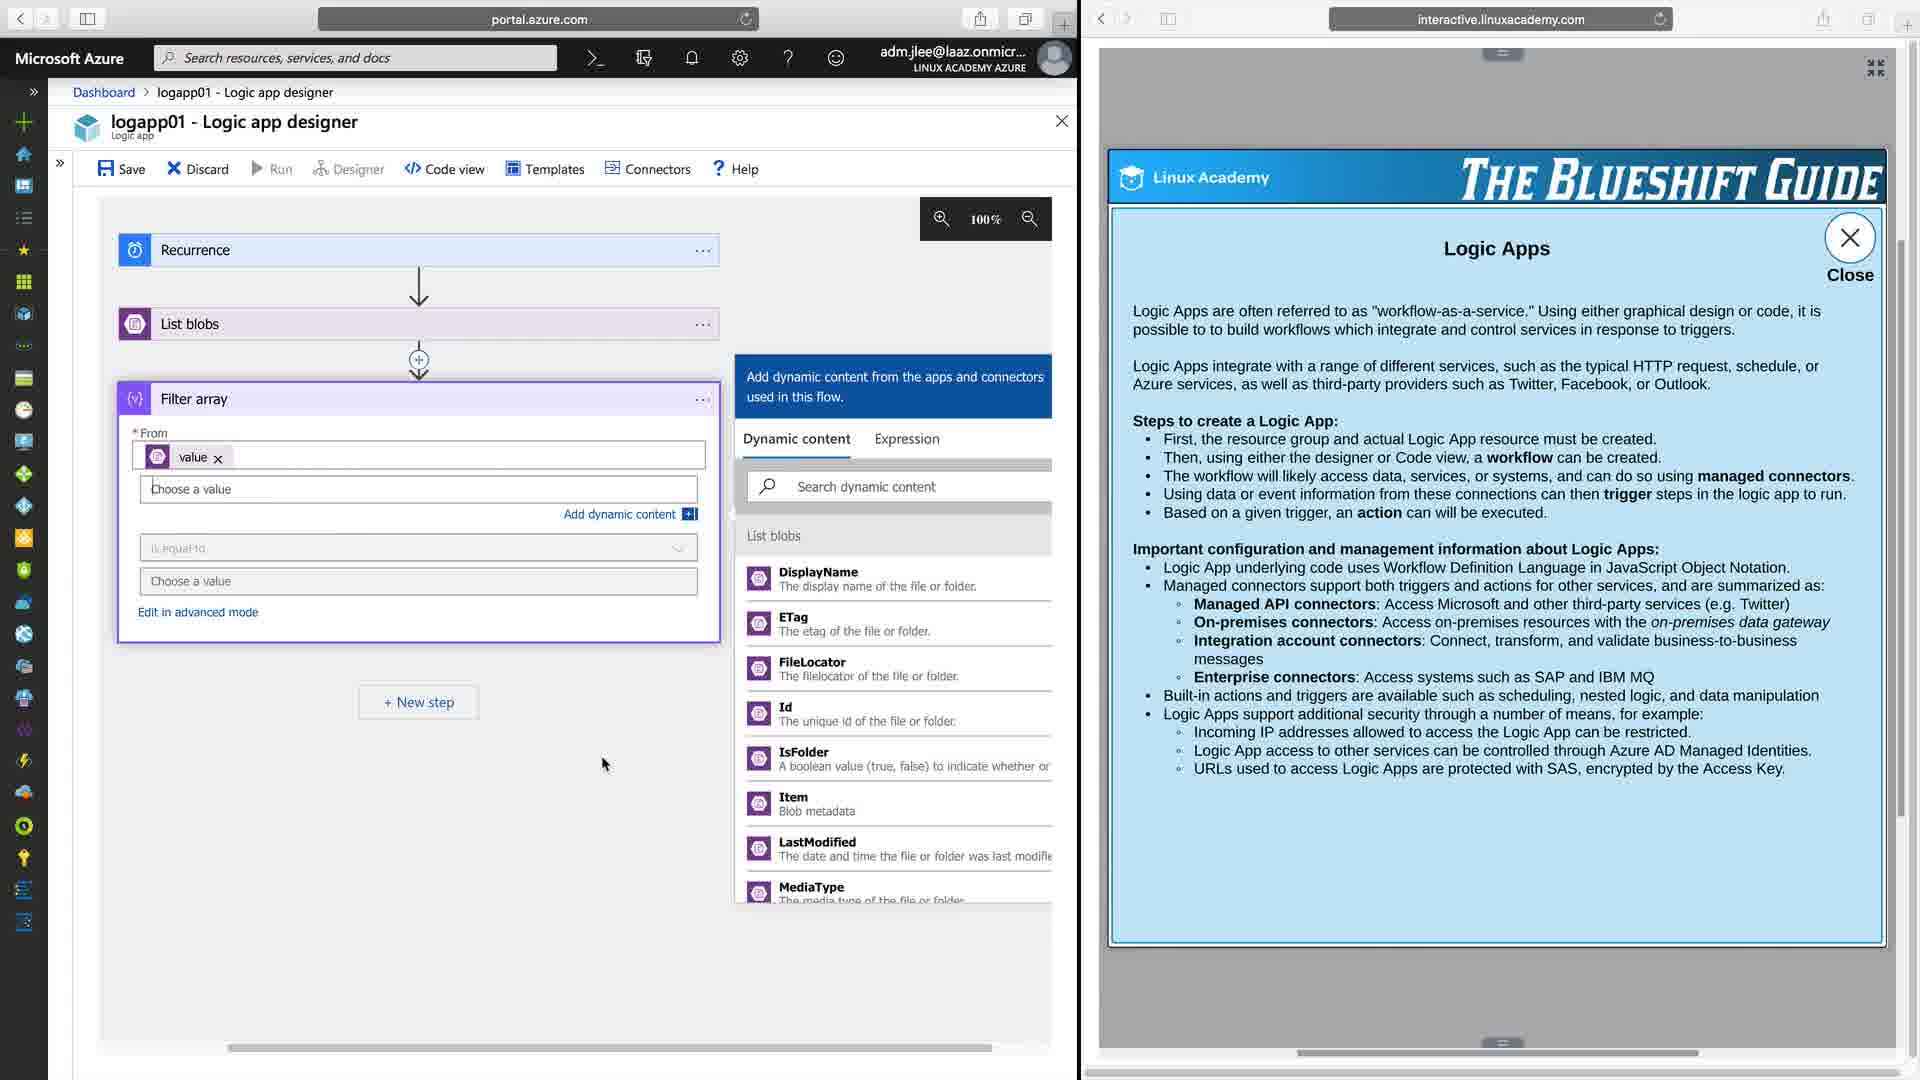 portal.azure.com
Microsoft Azure
Search resources, services, and docs
adm.jlee@laaz.onmicr...
LINUX ACADEMY AZURE
Dashboard > logapp01 - Logic app designer
logapp01 - Logic app designer
Logic app
Save
Discard
Run
Designer
Code view
Templates
Connectors
Help
100%
Recurrence
List blobs
Filter array
* From
value
Choose a value
Add dynamic content
is equal to
Choose a value
Edit in advanced mode
+ New step
Add dynamic content from the apps and connectors
used in this flow.
Dynamic content
Expression
Search dynamic content
List blobs
DisplayName
The display name of the file or folder.
ETag
The etag of the file or folder.
FileLocator
The filelocator of the file or folder.
Id
The unique id of the file or folder.
IsFolder
A boolean value (true, false) to indicate whether or
Item
Blob metadata
LastModified
The date and time the file or folder was last modifie
MediaType
The media type of the file or folder.
interactive.linuxacademy.com
Linux Academy
THE BLUESHIFT GUIDE
Logic Apps
Close
Logic Apps are often referred to as "workflow-as-a-service." Using either graphical design or code, it is
possible to to build workflows which integrate and control services in response to triggers.
Logic Apps integrate with a range of different services, such as the typical HTTP request, schedule, or
Azure services, as well as third-party providers such as Twitter, Facebook, or Outlook.
Steps to create a Logic App:
• First, the resource group and actual Logic App resource must be created.
• Then, using either the designer or Code view, a workflow can be created.
• The workflow will likely access data, services, or systems, and can do so using managed connectors.
• Using data or event information from these connections can then trigger steps in the logic app to run.
• Based on a given trigger, an action can will be executed.
Important configuration and management information about Logic Apps:
• Logic App underlying code uses Workflow Definition Language in JavaScript Object Notation.
• Managed connectors support both triggers and actions for other services, and are summarized as:
◦ Managed API connectors: Access Microsoft and other third-party services (e.g. Twitter)
◦ On-premises connectors: Access on-premises resources with the on-premises data gateway
◦ Integration account connectors: Connect, transform, and validate business-to-business
messages
◦ Enterprise connectors: Access systems such as SAP and IBM MQ
• Built-in actions and triggers are available such as scheduling, nested logic, and data manipulation
• Logic Apps support additional security through a number of means, for example:
◦ Incoming IP addresses allowed to access the Logic App can be restricted.
◦ Logic App access to other services can be controlled through Azure AD Managed Identities.
◦ URLs used to access Logic Apps are protected with SAS, encrypted by the Access Key.